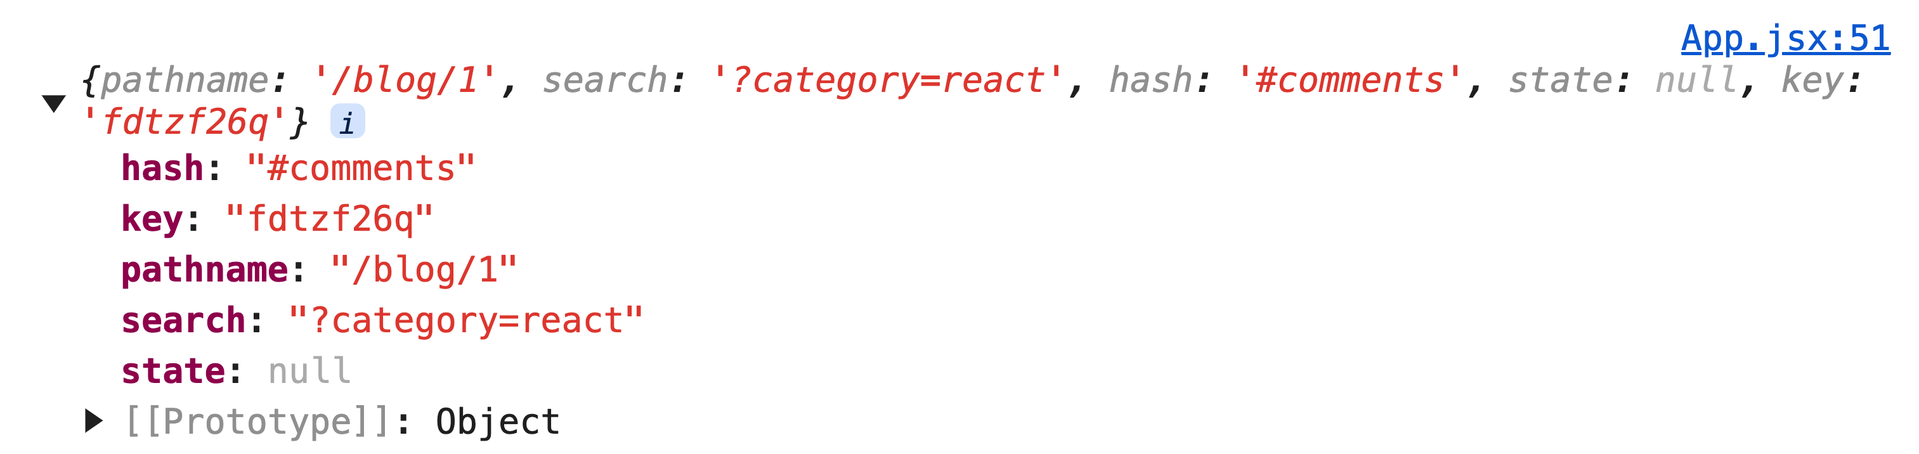 App.jsx:51
{pathname: '/blog/1', search: '?category=react', hash: '#comments', state: null, key:
'fdtzf26q'} i
hash: "#comments"
key: "fdtzf26q"
pathname: "/blog/1"
search: "?category=react"
state: null
[[Prototype]]: Object